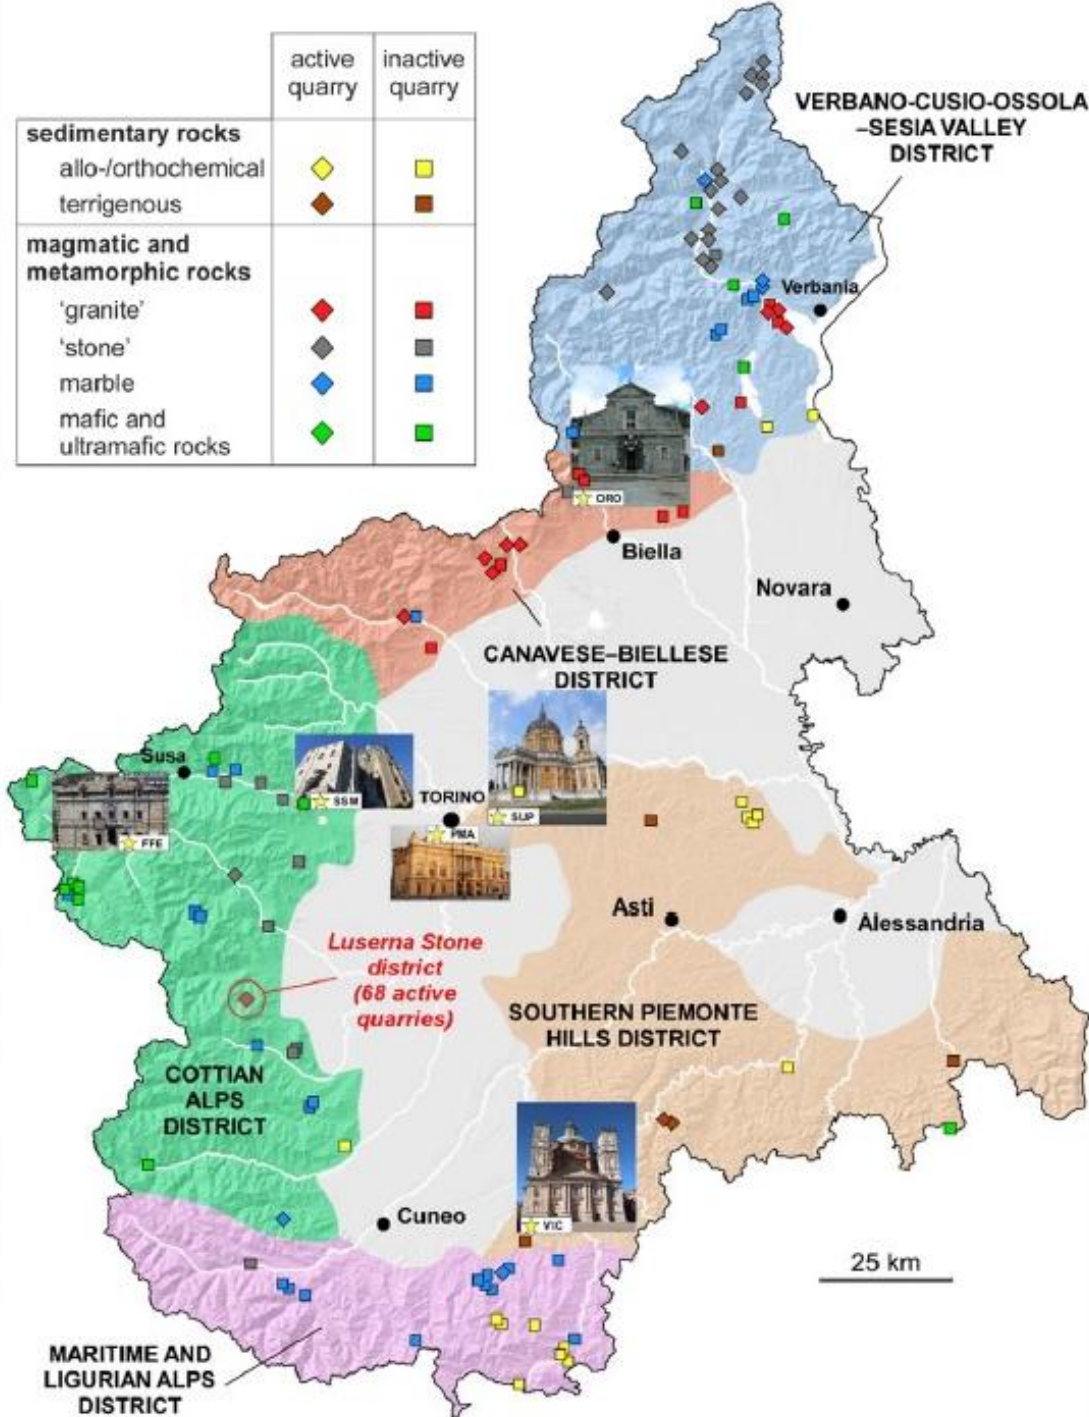 active
quarry
inactive
quarry
sedimentary rocks
allo-/orthochemical
terrigenous
magmatic and
metamorphic rocks
‘granite’
‘stone’
marble
mafic and
ultramafic rocks
VERBANO-CUSIO-OSSOLA
–SESIA VALLEY
DISTRICT
Verbania
ORO
Biella
Novara
CANAVESE–BIELLESE
DISTRICT
Susa
SSM
TORINO
SUP
PMA
FFE
Asti
Alessandria
Luserna Stone
district
(68 active
quarries)
SOUTHERN PIEMONTE
HILLS DISTRICT
COTTIAN
ALPS
DISTRICT
VIC
Cuneo
25 km
MARITIME AND
LIGURIAN ALPS
DISTRICT